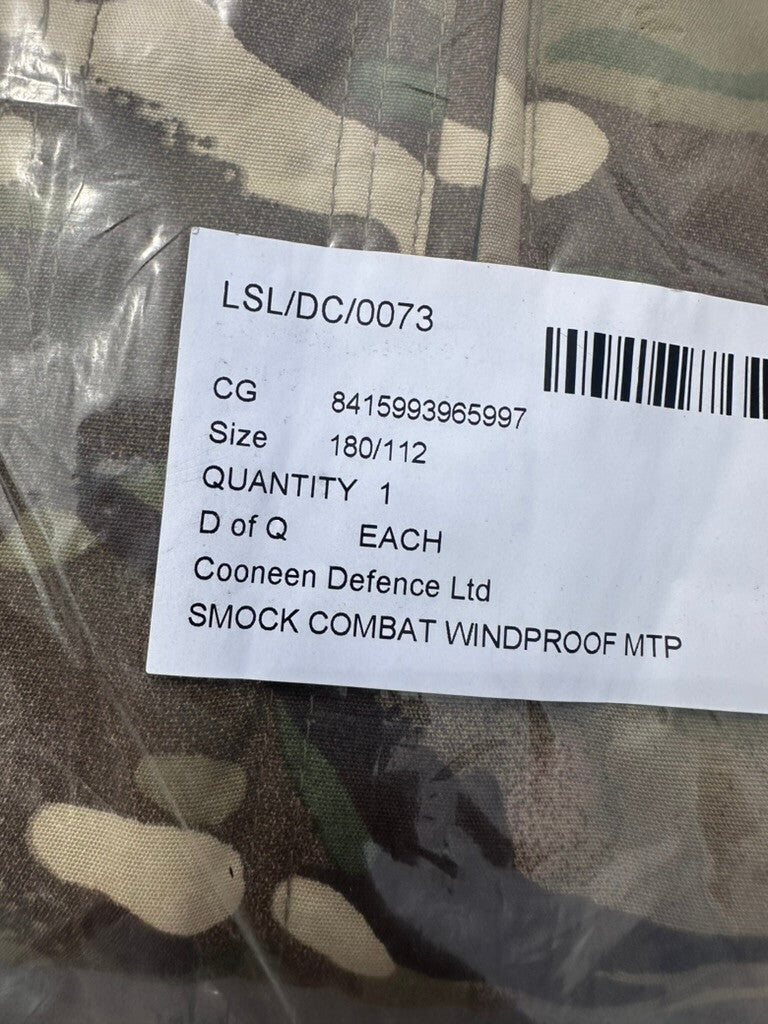 LSL/DC/0073
CG 8415993965997
Size 180/112
QUANTITY 1
D of Q EACH
Cooneen Defence Ltd
SMOCK COMBAT WINDPROOF MTP